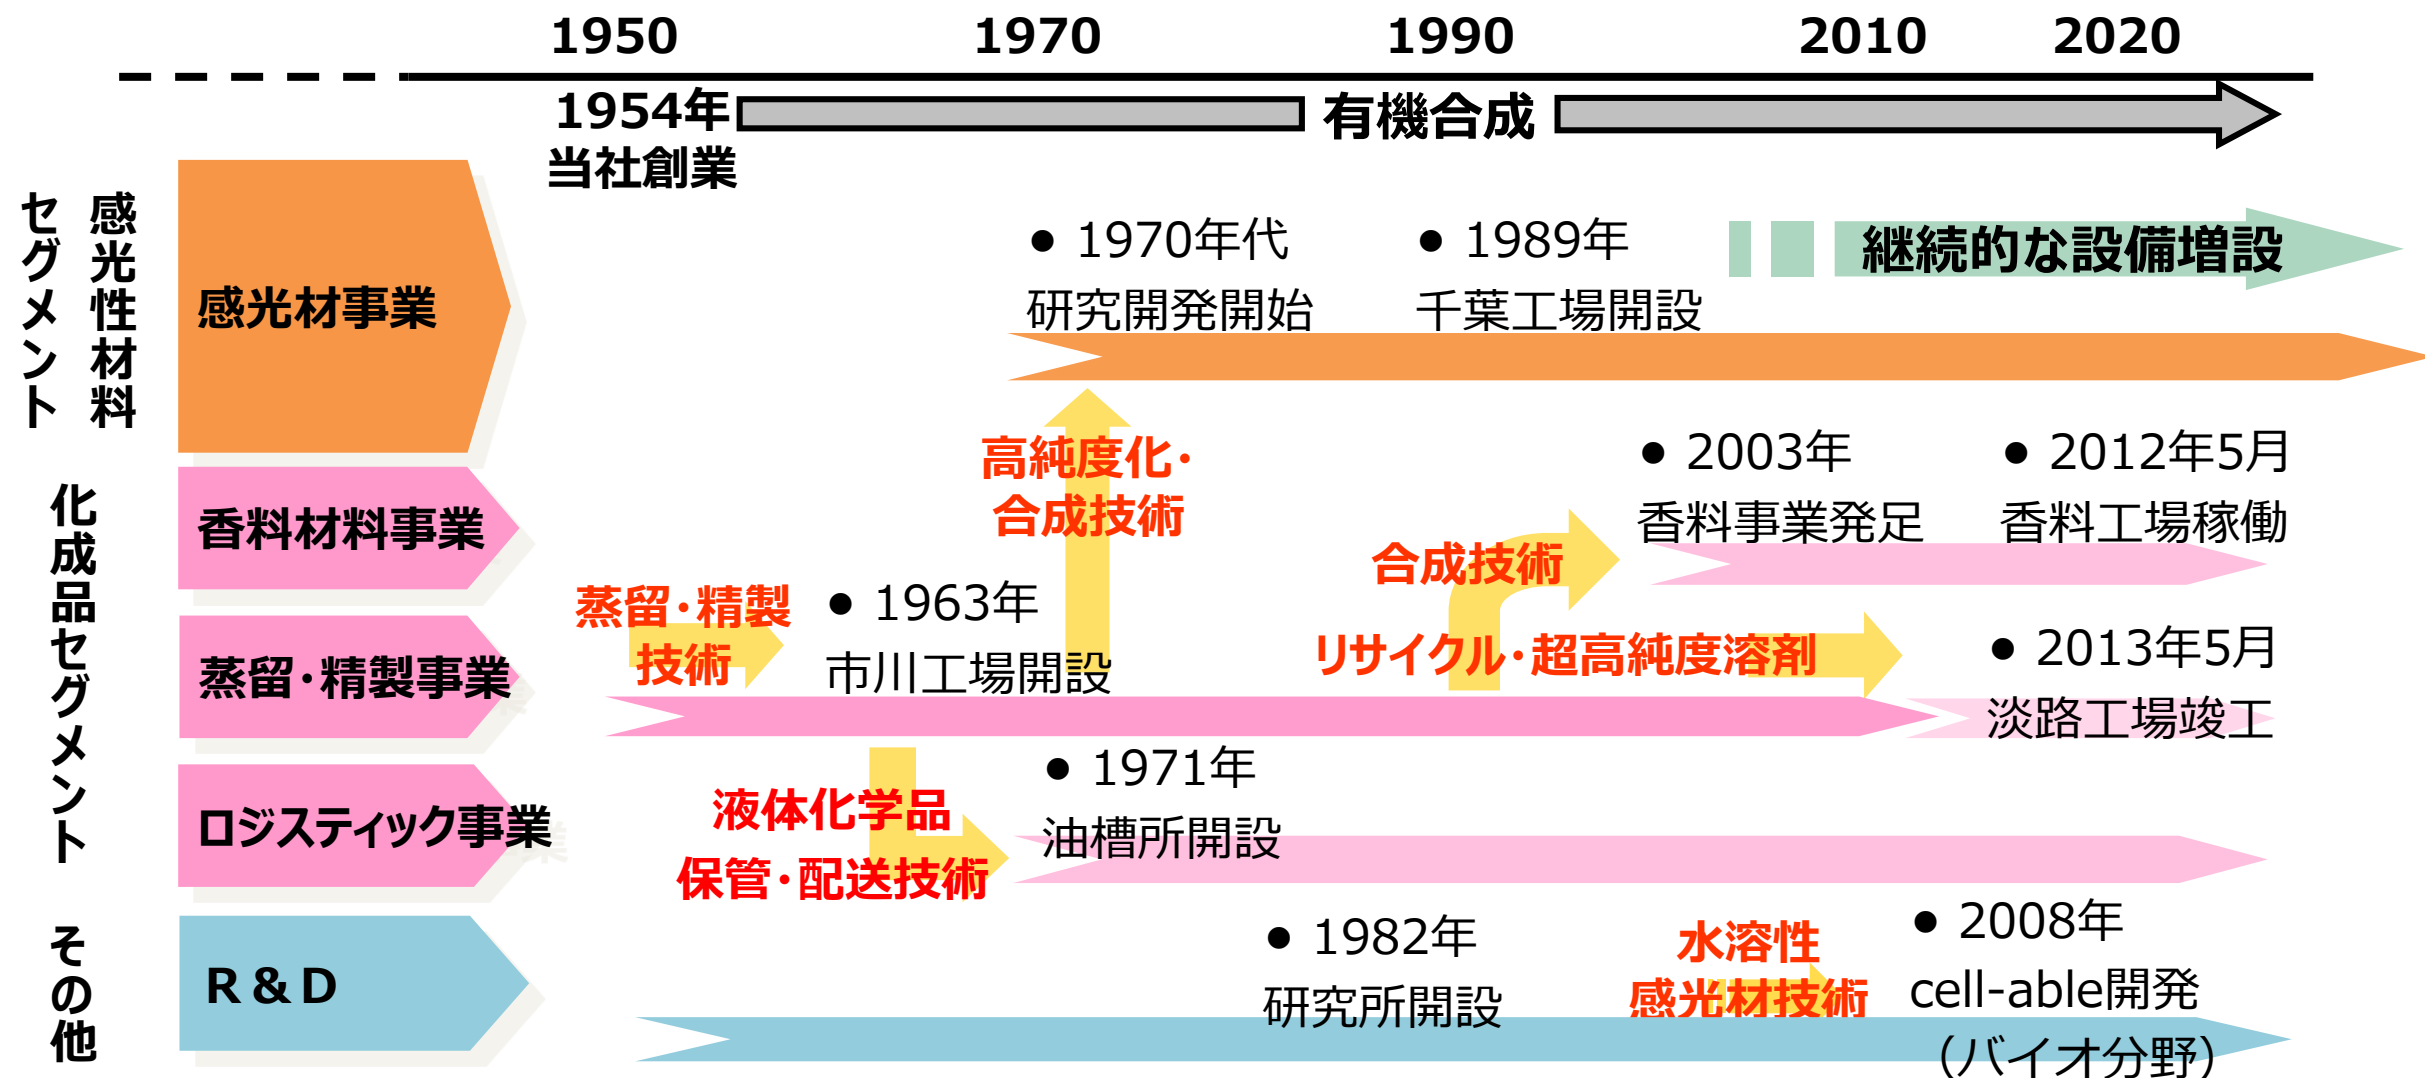 1950
1970
1990
2010
2020
1954年
当社創業
有機合成
感光性材料
セグメント
感光材事業
● 1970年代
研究開発開始
● 1989年
千葉工場開設
継続的な設備増設
高純度化・
合成技術
化成品セグメント
香料材料事業
合成技術
● 2003年
香料事業発足
● 2012年5月
香料工場稼働
蒸留・精製事業
蒸留・精製
技術
● 1963年
市川工場開設
リサイクル・超高純度溶剤
● 2013年5月
淡路工場竣工
ロジスティック事業
液体化学品
保管・配送技術
● 1971年
油槽所開設
その他
R&D
● 1982年
研究所開設
水溶性
感光材技術
● 2008年
cell-able開発
（バイオ分野）